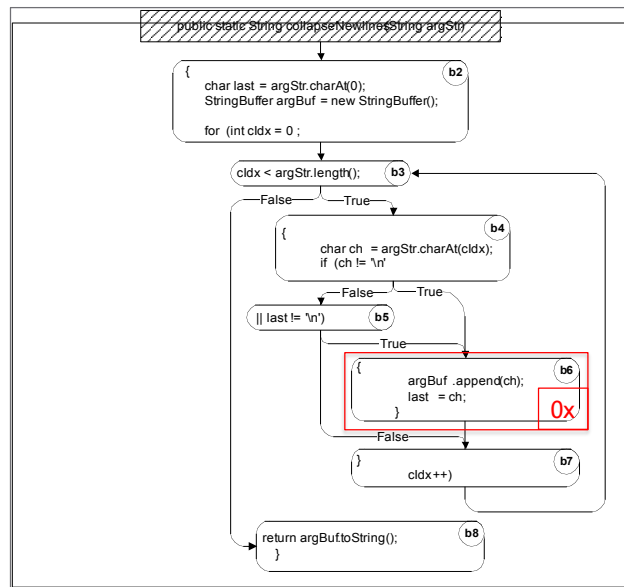 public static String collapseNewlines(String argStr)
{
b2
char last = argStr.charAt(0);
StringBuffer argBuf = new StringBuffer();
for (int cIdx = 0 ;
cIdx < argStr.length();
b3
False
True
{
b4
char ch = argStr.charAt(cIdx);
if (ch != '\n'
False
True
|| last != '\n')
b5
True
{
b6
argBuf .append(ch);
last = ch;
}
0x
False
}
b7
cIdx++)
return argBuf.toString();
b8
}